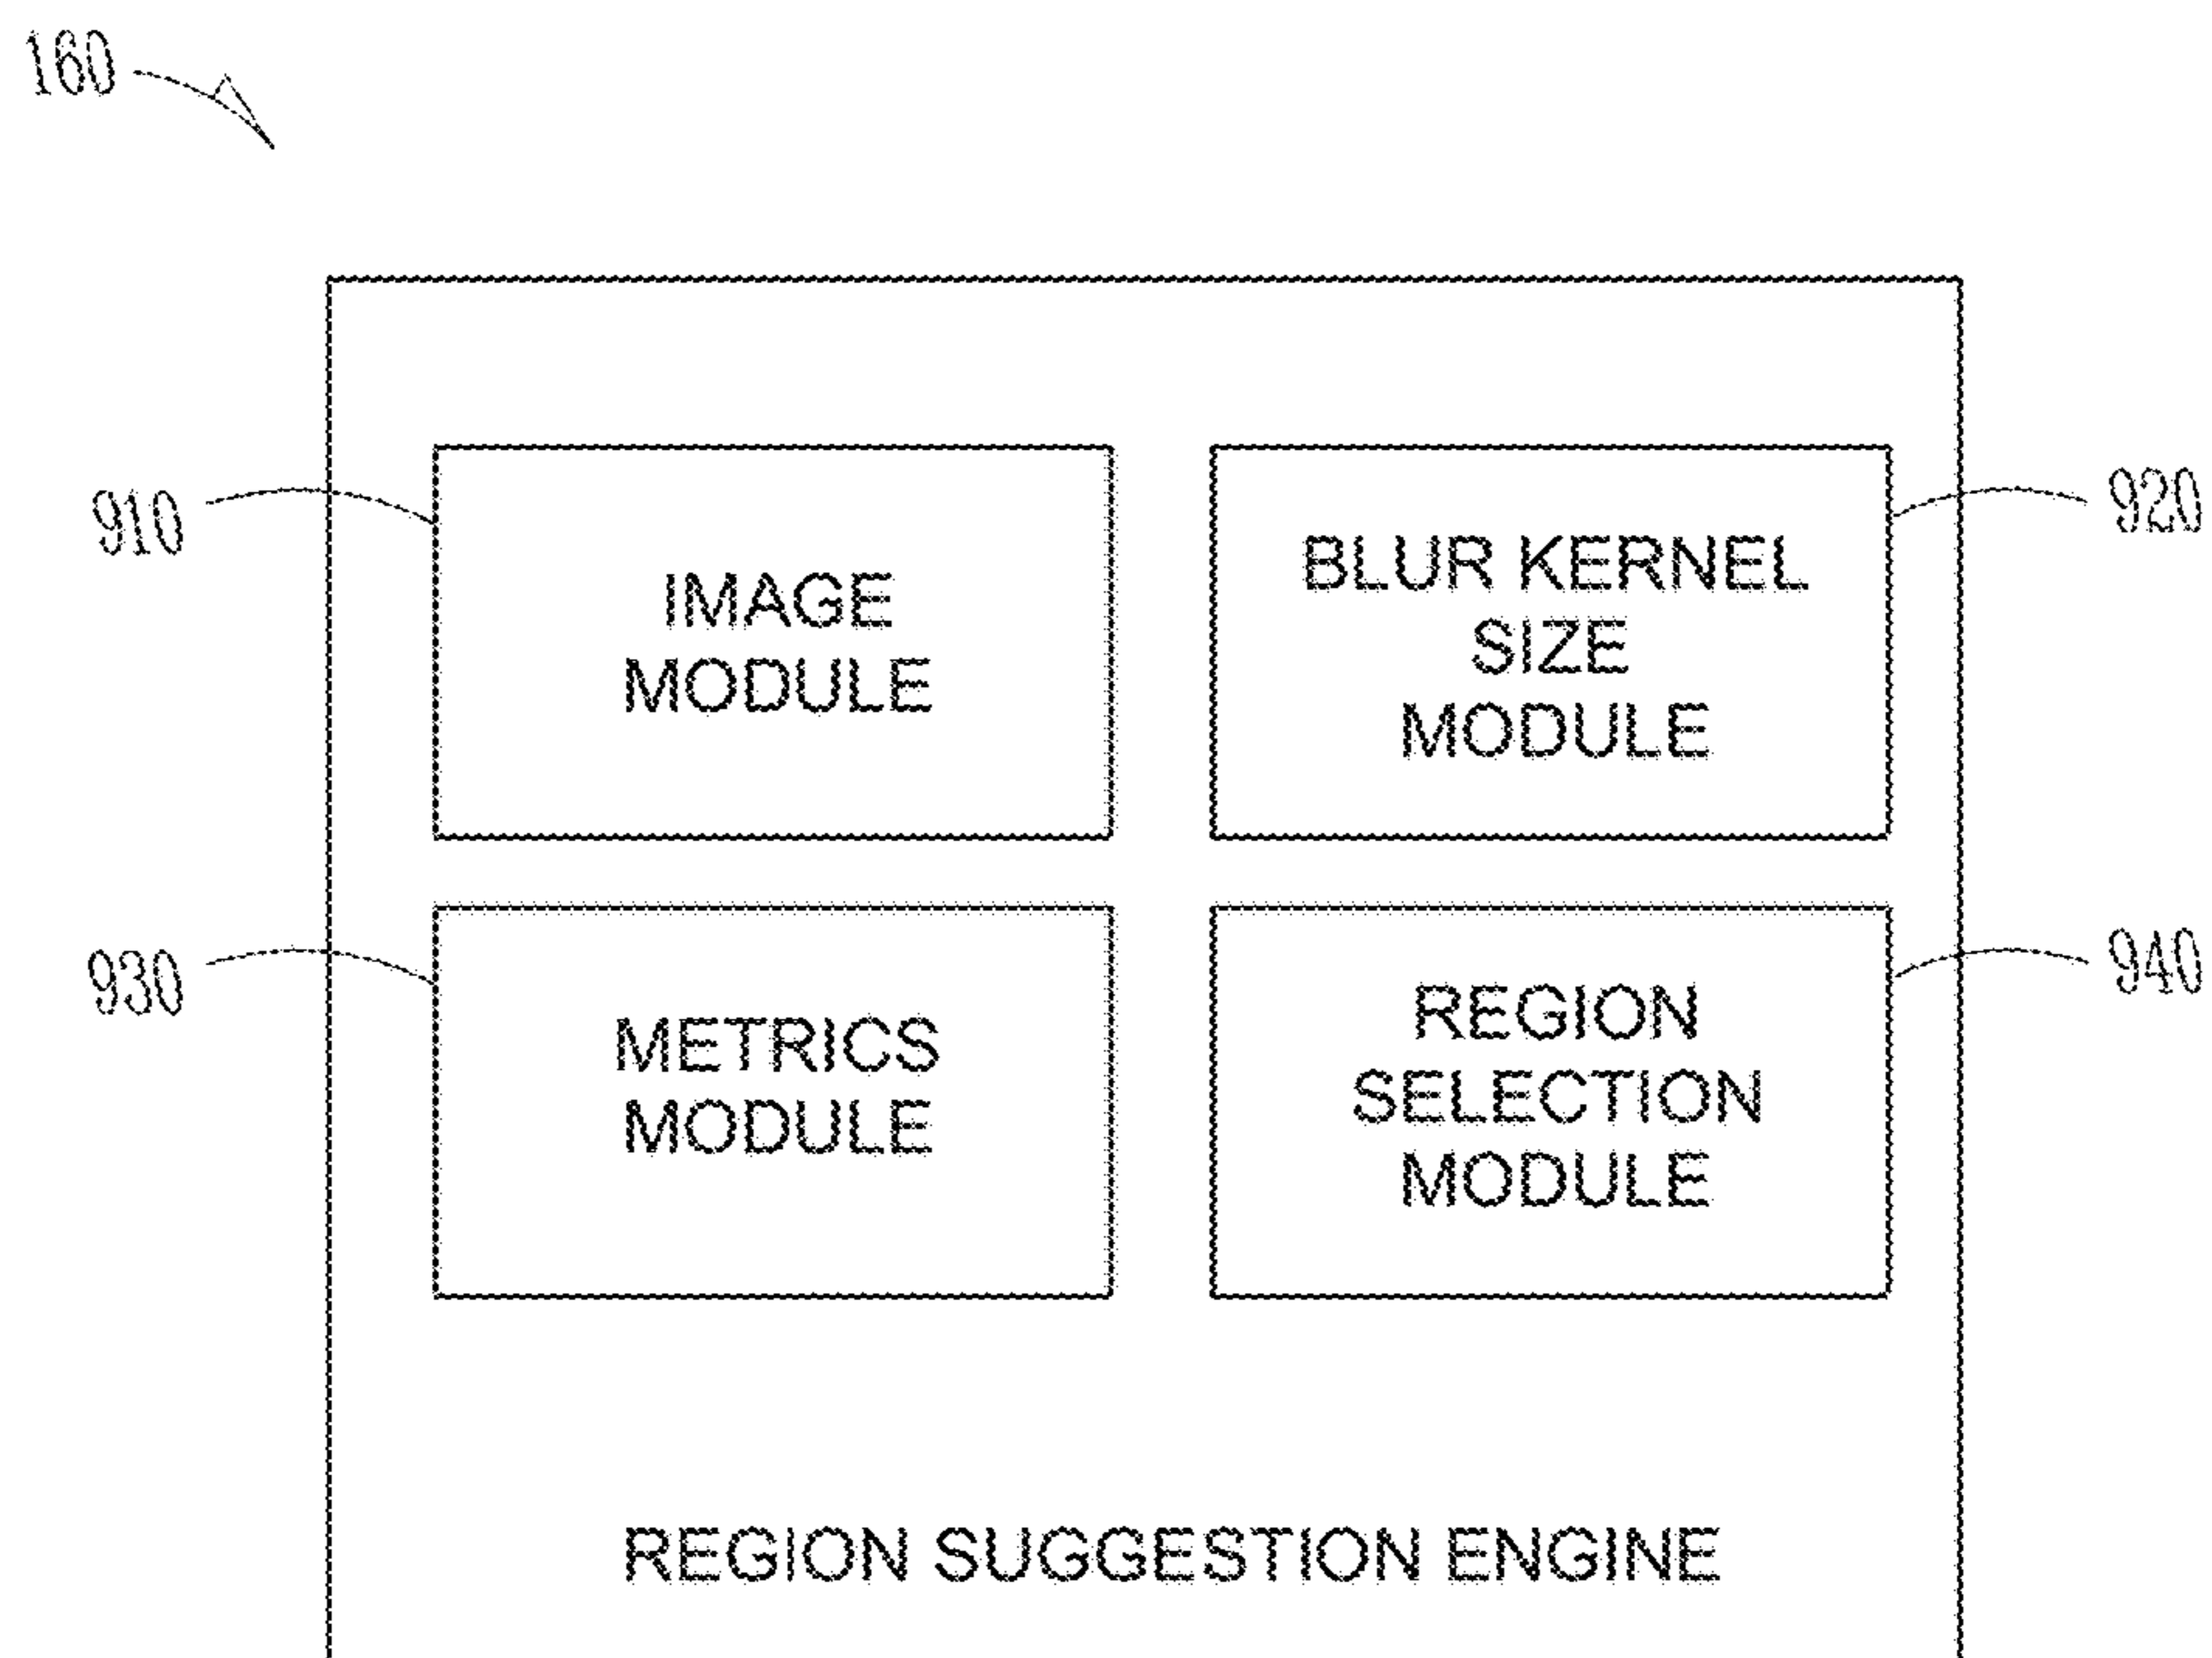 160
910
IMAGE
MODULE
920
BLUR KERNEL
SIZE
MODULE
930
METRICS
MODULE
940
REGION
SELECTION
MODULE
REGION SUGGESTION ENGINE